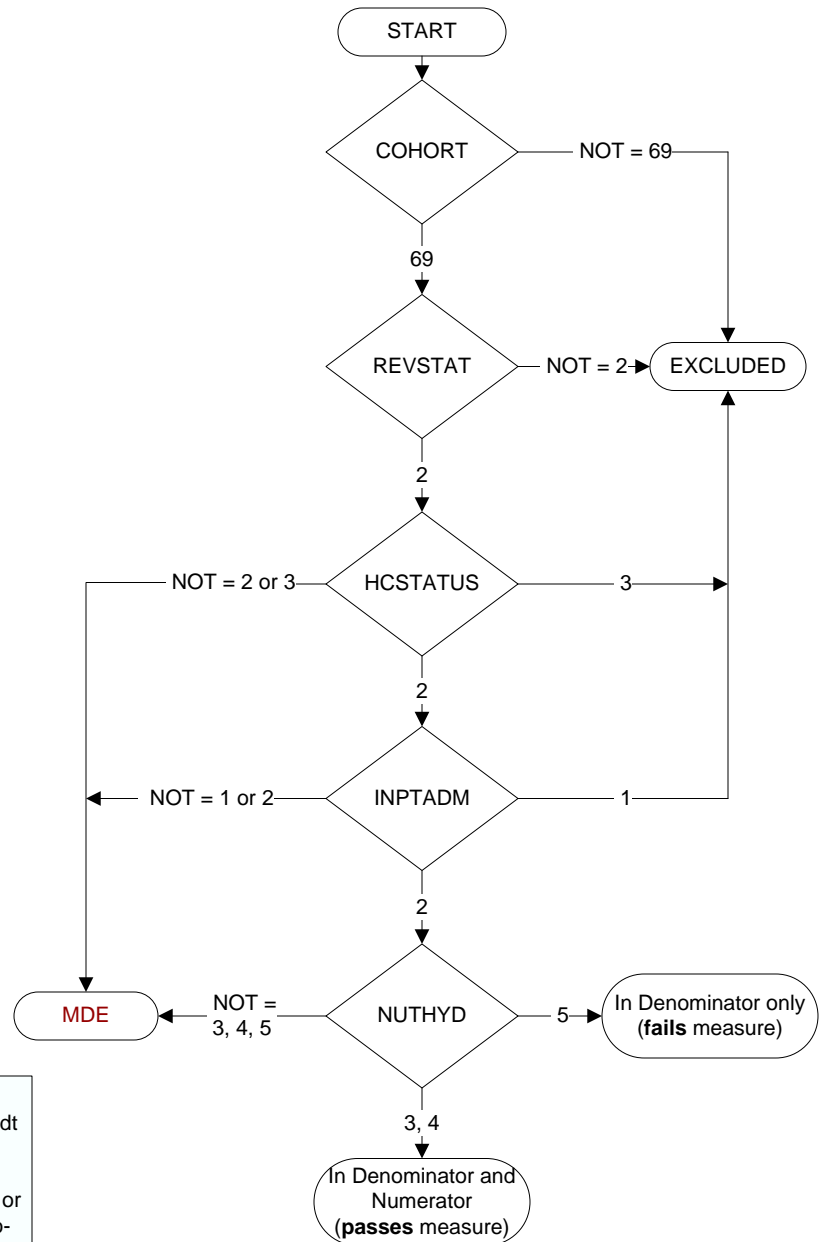 START
COHORT
NOT = 69
69
REVSTAT
NOT = 2
EXCLUDED
2
NOT = 2 or 3
HCSTATUS
3
2
NOT = 1 or 2
INPTADM
1
2
MDE
NOT =
3, 4, 5
NUTHYD
5
In Denominator only
(fails measure)
3, 4
In Denominator and
Numerator
(passes measure)
dt
or
o-